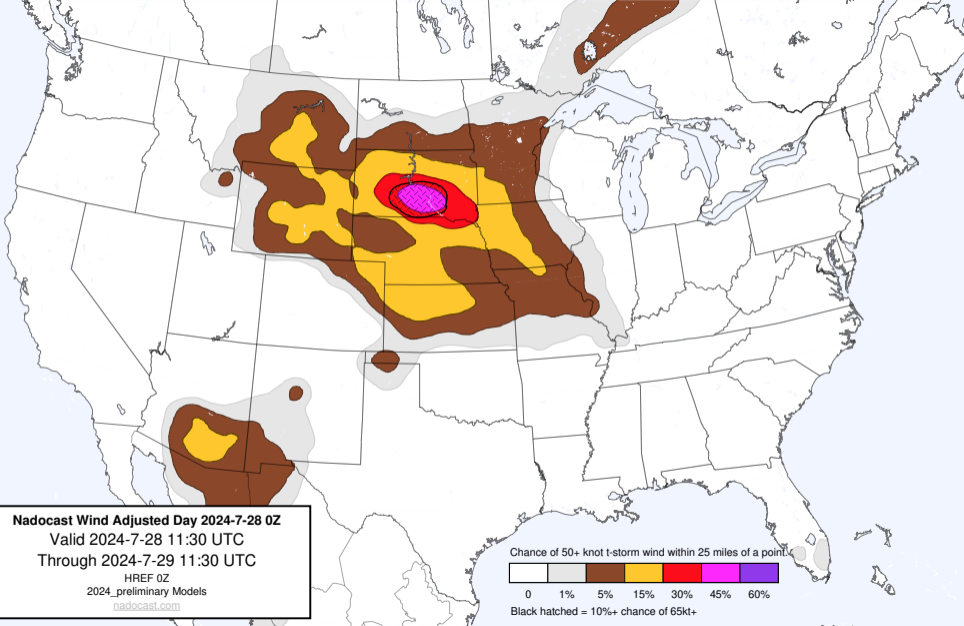 Nadocast Wind Adjusted Day 2024-7-28 0Z
Valid 2024-7-28 11:30 UTC
Through 2024-7-29 11:30 UTC
HREF 0Z
2024_preliminary Models
nadocast.com
Chance of 50+ knot t-storm wind within 25 miles of a point.
0 1% 5% 15% 30% 45% 60%
Black hatched = 10%+ chance of 65kt+